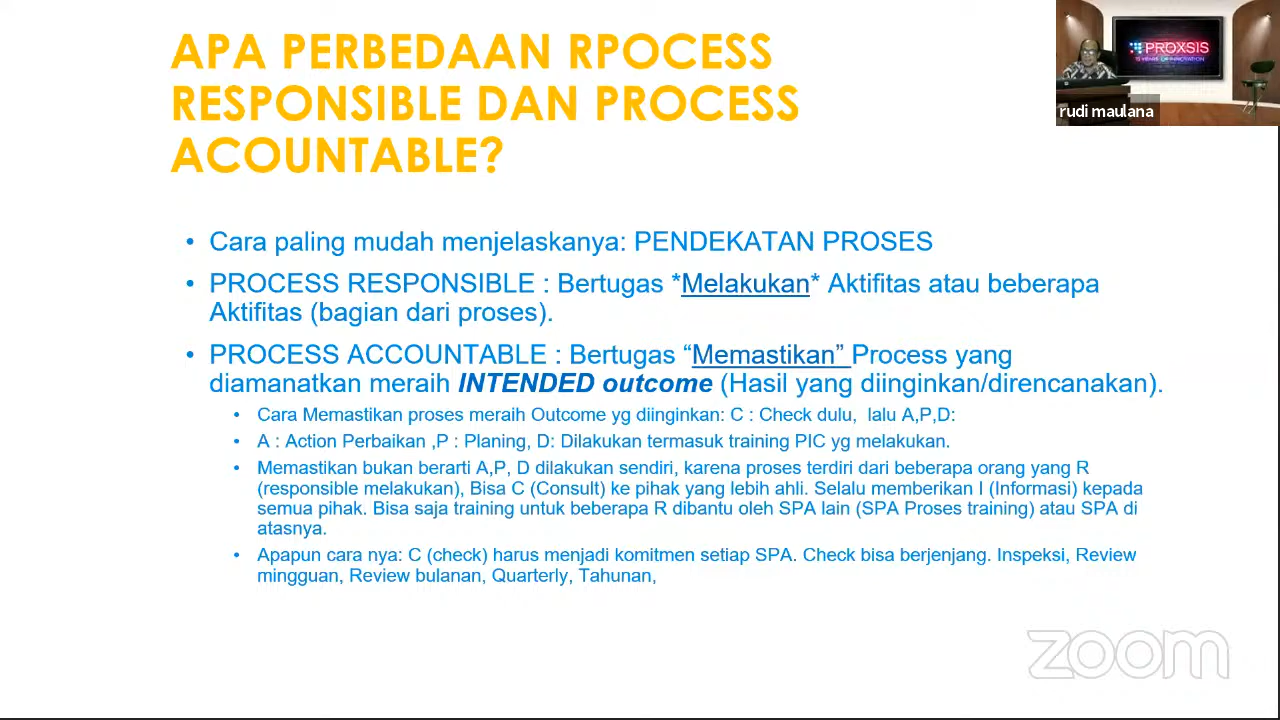 APA PERBEDAAN RPOCESS
RESPONSIBLE DAN PROCESS
ACOUNTABLE?
PROXSIS
15 YEARS OF INNOVATION
rudi maulana
• Cara paling mudah menjelaskanya: PENDEKATAN PROSES
• PROCESS RESPONSIBLE : Bertugas *Melakukan* Aktifitas atau beberapa
Aktifitas (bagian dari proses).
• PROCESS ACCOUNTABLE : Bertugas “Memastikan” Process yang
diamanatkan meraih INTENDED outcome (Hasil yang diinginkan/direncanakan).
• Cara Memastikan proses meraih Outcome yg diinginkan: C : Check dulu, lalu A,P,D:
• A : Action Perbaikan ,P : Planing, D: Dilakukan termasuk training PIC yg melakukan.
• Memastikan bukan berarti A,P, D dilakukan sendiri, karena proses terdiri dari beberapa orang yang R
(responsible melakukan), Bisa C (Consult) ke pihak yang lebih ahli. Selalu memberikan I (Informasi) kepada
semua pihak. Bisa saja training untuk beberapa R dibantu oleh SPA lain (SPA Proses training) atau SPA di
atasnya.
• Apapun cara nya: C (check) harus menjadi komitmen setiap SPA. Check bisa berjenjang. Inspeksi, Review
mingguan, Review bulanan, Quarterly, Tahunan,
zoom